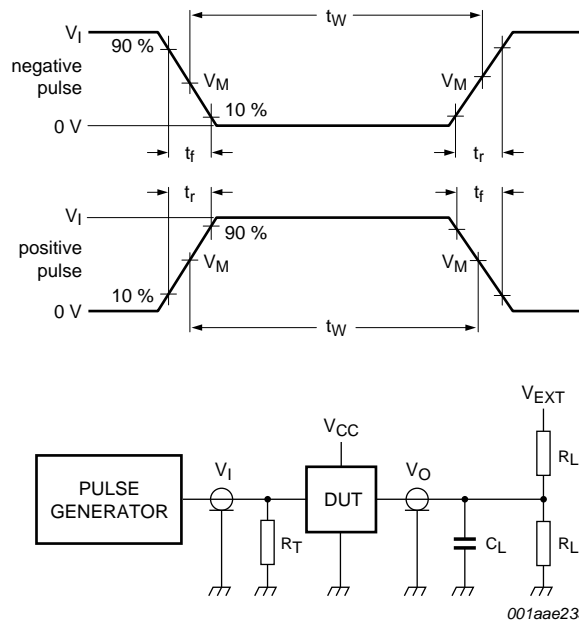 V_I
t_W
90 %
negative
pulse
V_M
V_M
10 %
0 V
t_f
t_r
t_r
t_f
V_I
90 %
positive
pulse
V_M
V_M
10 %
0 V
t_W
V_EXT
V_CC
R_L
V_I
V_O
PULSE
GENERATOR
DUT
R_T
C_L
R_L
001aae23